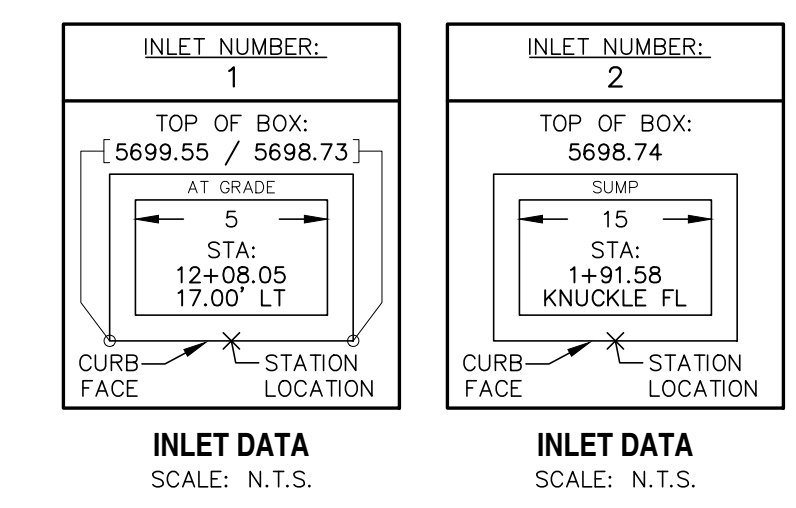 INLET NUMBER:
1
TOP OF BOX:
[5699.55 / 5698.73]
AT GRADE
5
STA:
12+08.05
17.00' LT
CURB
FACE
STATION
LOCATION
INLET DATA
SCALE: N.T.S.
INLET NUMBER:
2
TOP OF BOX:
5698.74
SUMP
15
STA:
1+91.58
KNUCKLE FL
CURB
FACE
STATION
LOCATION
INLET DATA
SCALE: N.T.S.